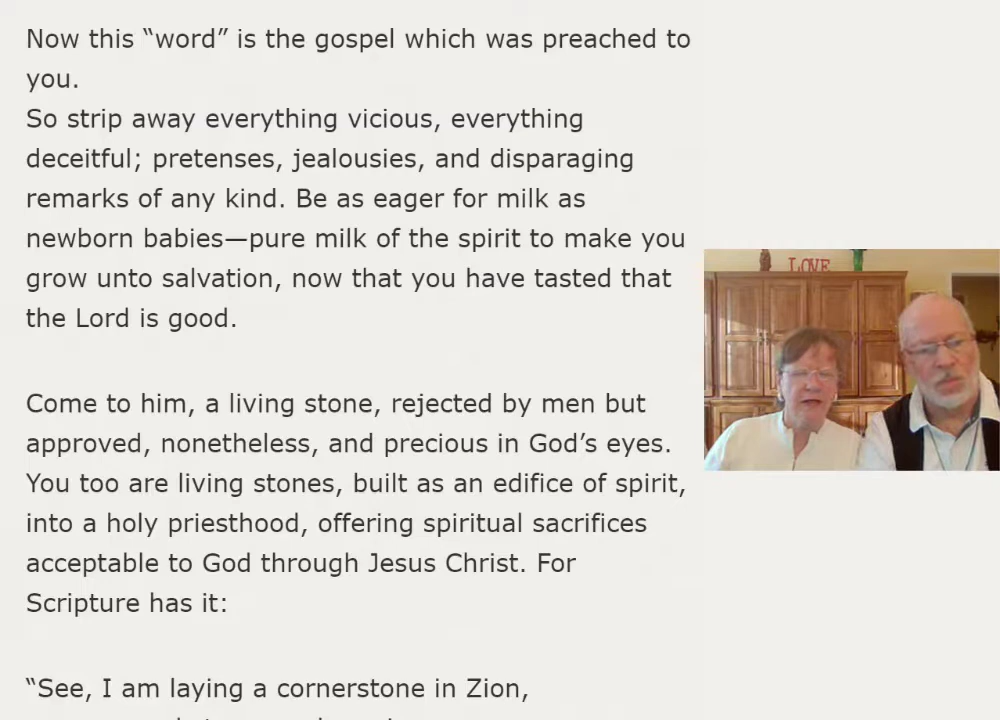 Now this “word” is the gospel which was preached to
you.
So strip away everything vicious, everything
deceitful; pretenses, jealousies, and disparaging
remarks of any kind. Be as eager for milk as
newborn babies—pure milk of the spirit to make you
grow unto salvation, now that you have tasted that
the Lord is good.
Come to him, a living stone, rejected by men but
approved, nonetheless, and precious in God’s eyes.
You too are living stones, built as an edifice of spirit,
into a holy priesthood, offering spiritual sacrifices
acceptable to God through Jesus Christ. For
Scripture has it:
“See, I am laying a cornerstone in Zion,
LOVE